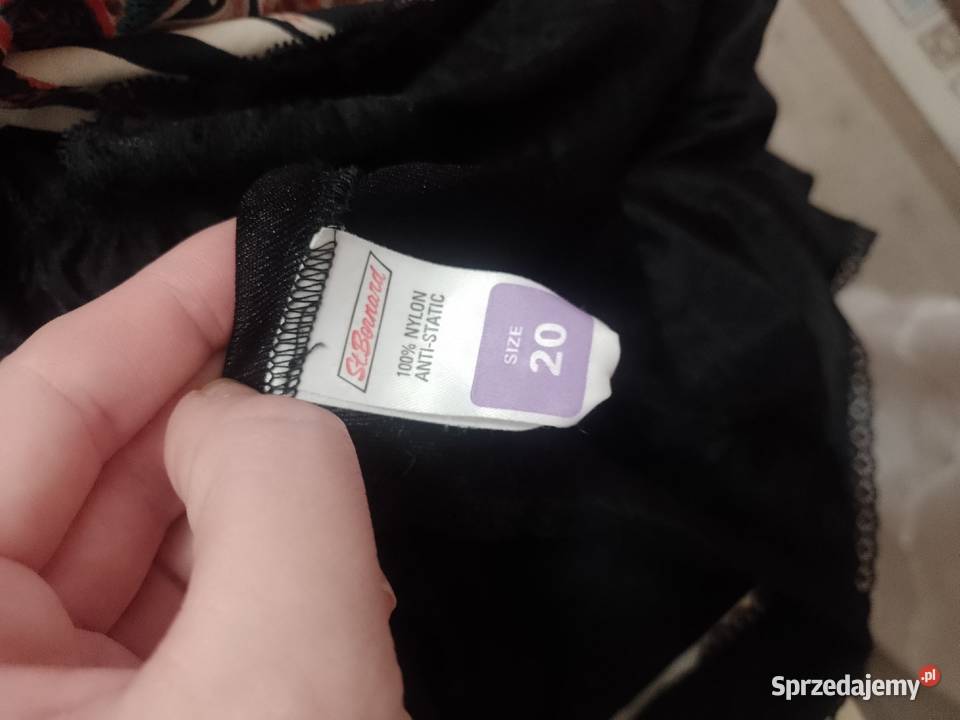 St.Bernard
100% NYLON
ANTI-STATIC
SIZE
20
Sprzedajemy.pl